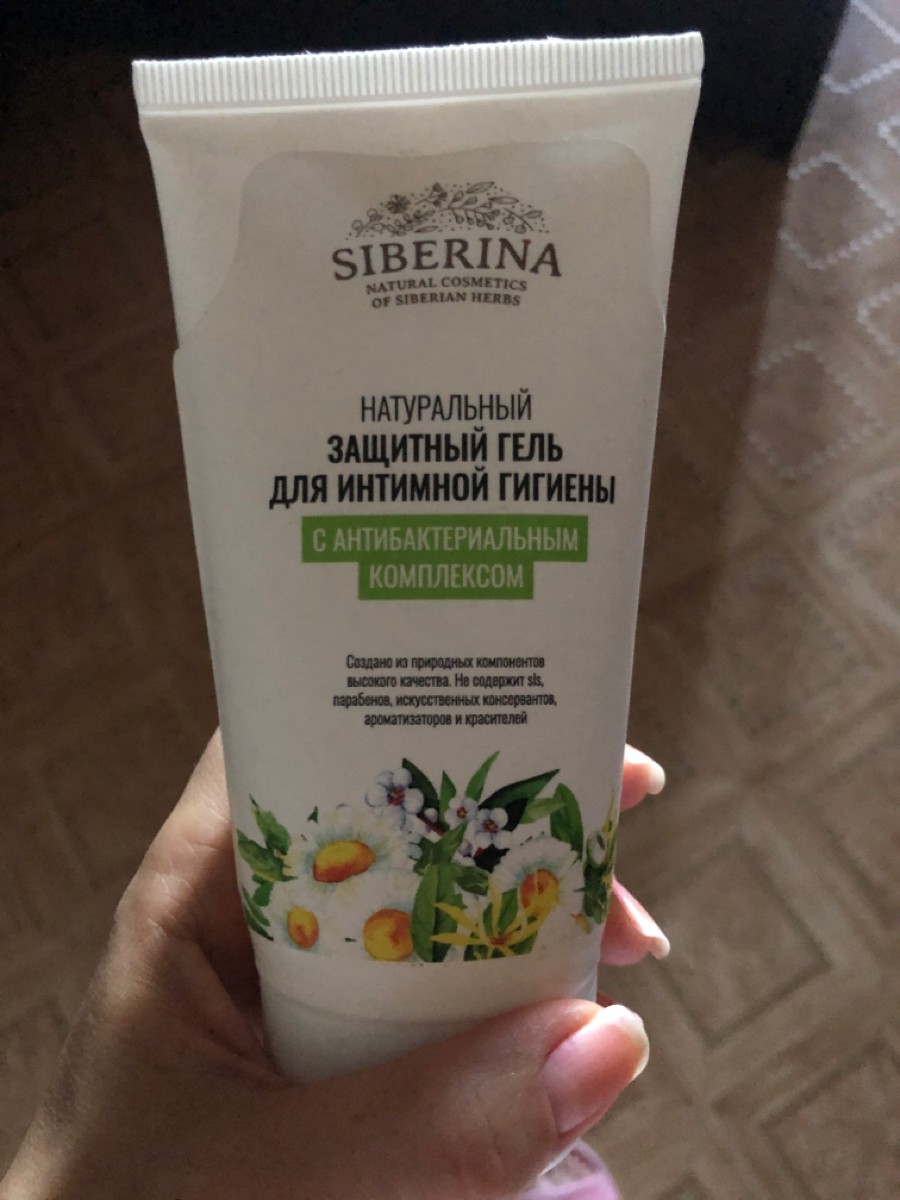 SIBERINA
NATURAL COSMETICS
OF SIBERIAN HERBS
НАТУРАЛЬНЫЙ
ЗАЩИТНЫЙ ГЕЛЬ
ДЛЯ ИНТИМНОЙ ГИГИЕНЫ
С АНТИБАКТЕРИАЛЬНЫМ
КОМПЛЕКСОМ
Создано из природных компонентов
высокого качества. Не содержит sls,
парабенов, искусственных консервантов,
ароматизаторов и красителей